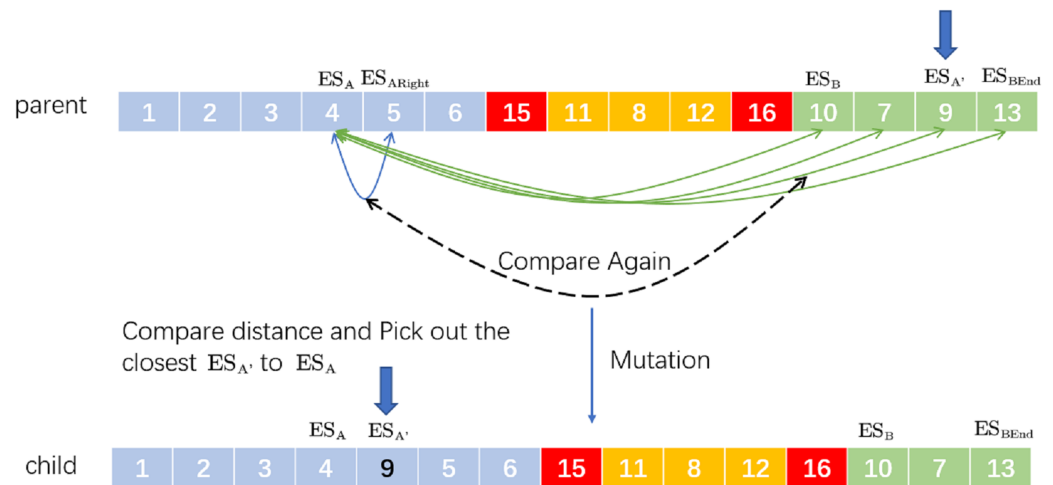 ES_A ES_ARight ES_B ES_A' ES_BEnd
parent 1 2 3 4 5 6 15 11 8 12 16 10 7 9 13
Compare Again
Compare distance and Pick out the
closest ES_A' to ES_A
Mutation
ES_A ES_A' ES_B ES_BEnd
child 1 2 3 4 9 5 6 15 11 8 12 16 10 7 13